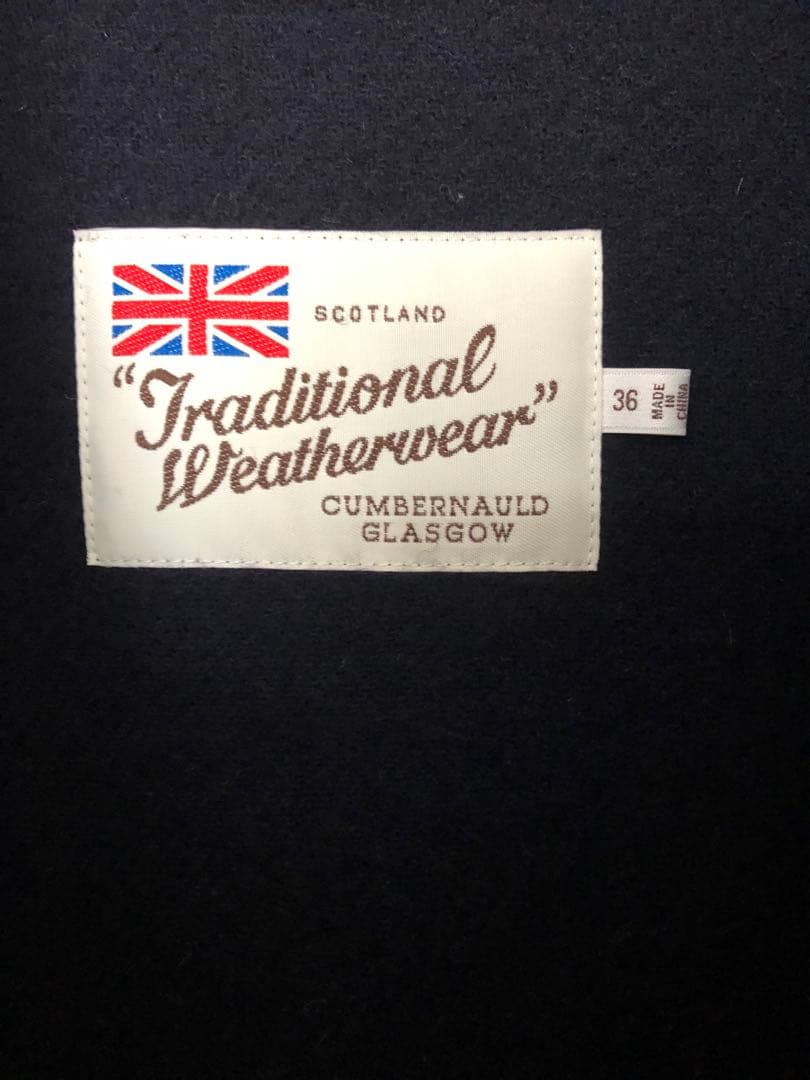 SCOTLAND
"Traditional
Weatherwear"
CUMBERNAULD
GLASGOW
36
MADE
IN
CHINA